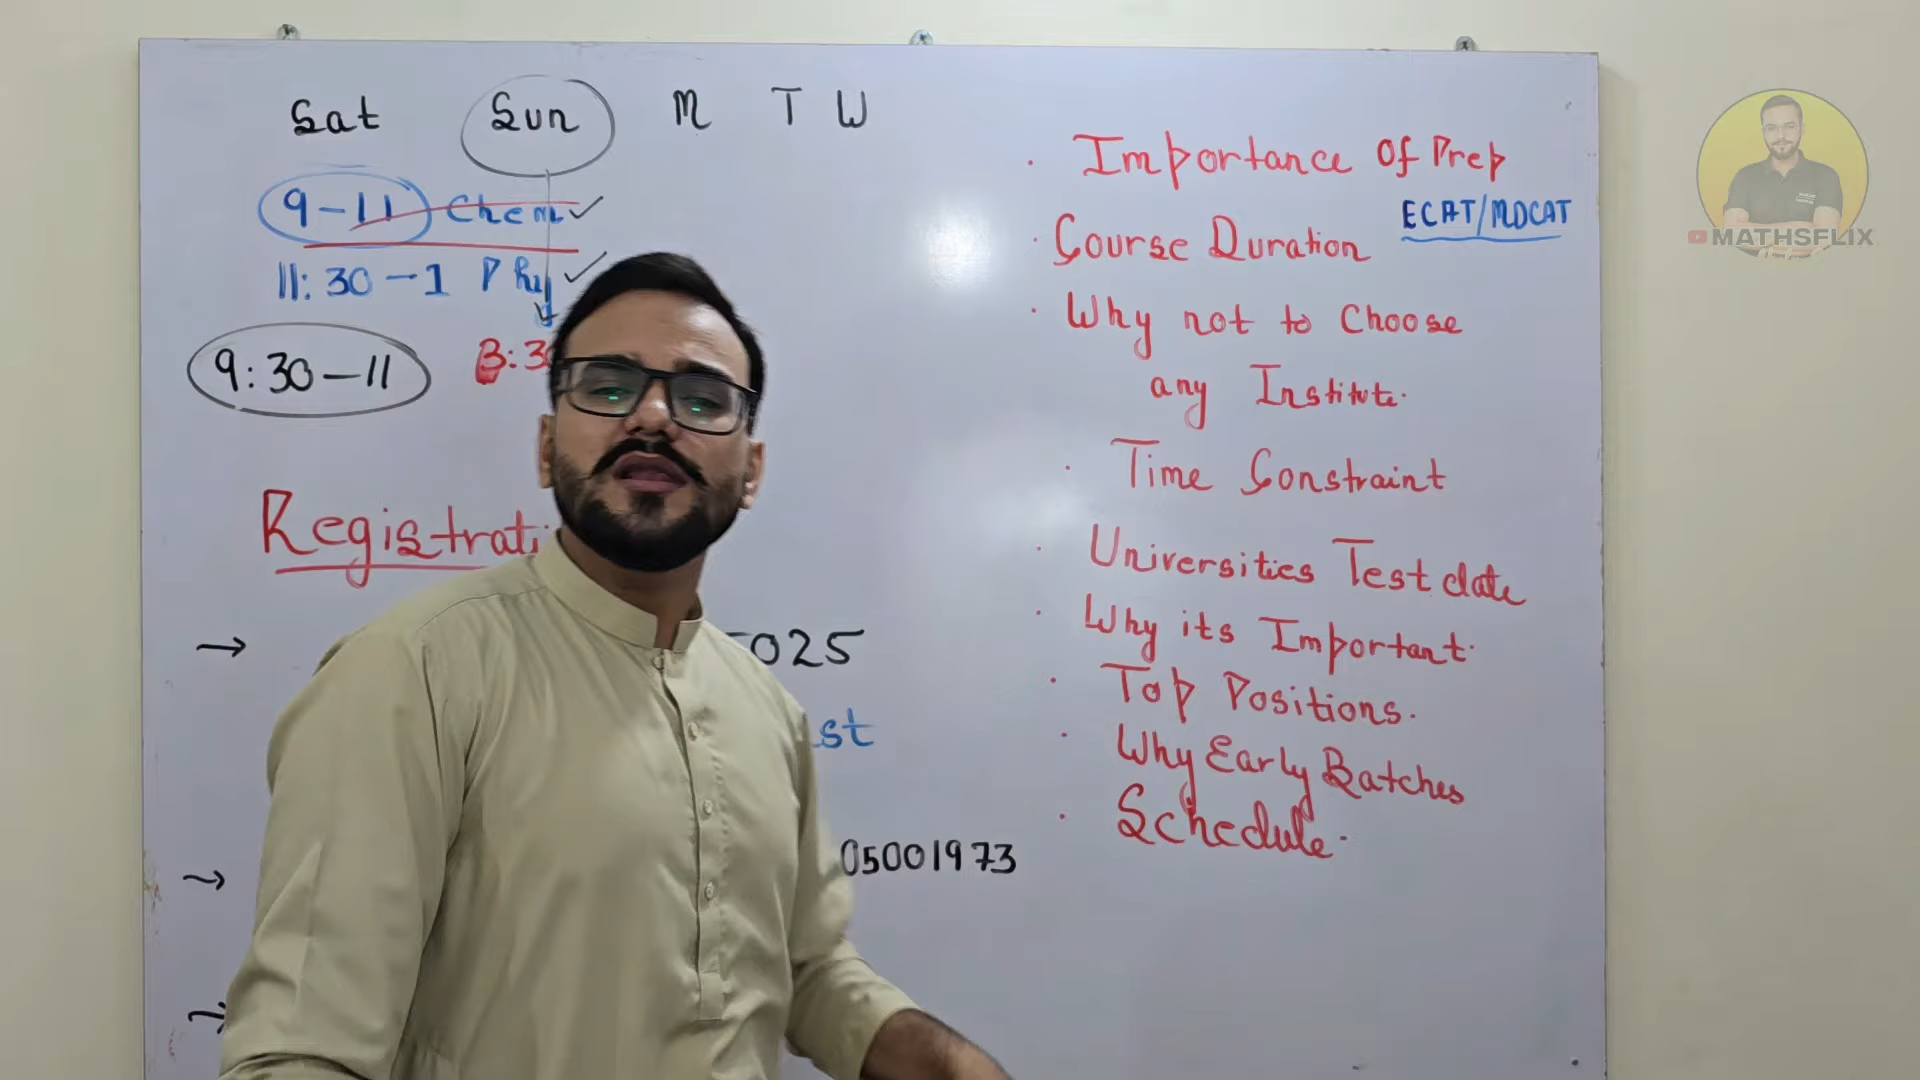 Sat Sun M T W
9-11 Chem ✓
11:30-1 Phy ✓
9:30-11
→ 025
st
→ 05001973
→
· Importance Of Prep
ECAT/MDCAT
· Course Duration
· Why not to Choose
any Institute.
· Time Constraint
· Universities Test date
· Why its Important.
· Top Positions.
· Why Early Batches
· Schedule.
MATHSFLIX